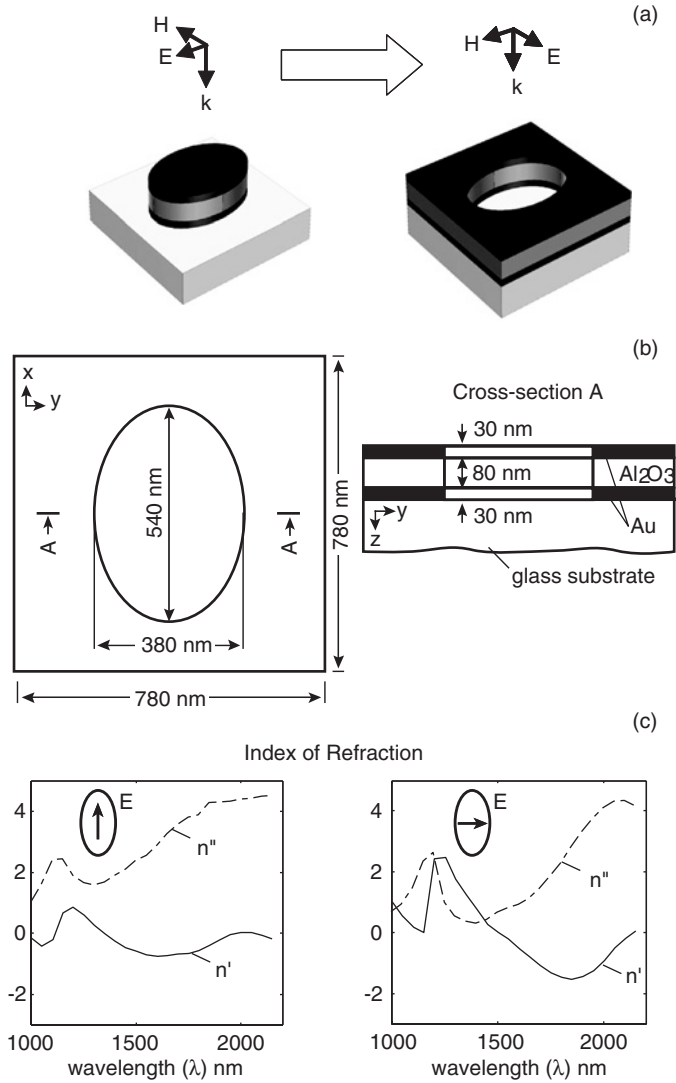 (a)
H
E
k
H
E
k
(b)
x
y
A
A
540 nm
380 nm
780 nm
780 nm
Cross-section A
30 nm
80 nm
Al2O3
30 nm
Au
y
z
glass substrate
(c)
Index of Refraction
4
2
0
-2
E
n"
n'
1000 1500 2000
wavelength (λ) nm
4
2
0
-2
E
n"
n'
1000 1500 2000
wavelength (λ) nm